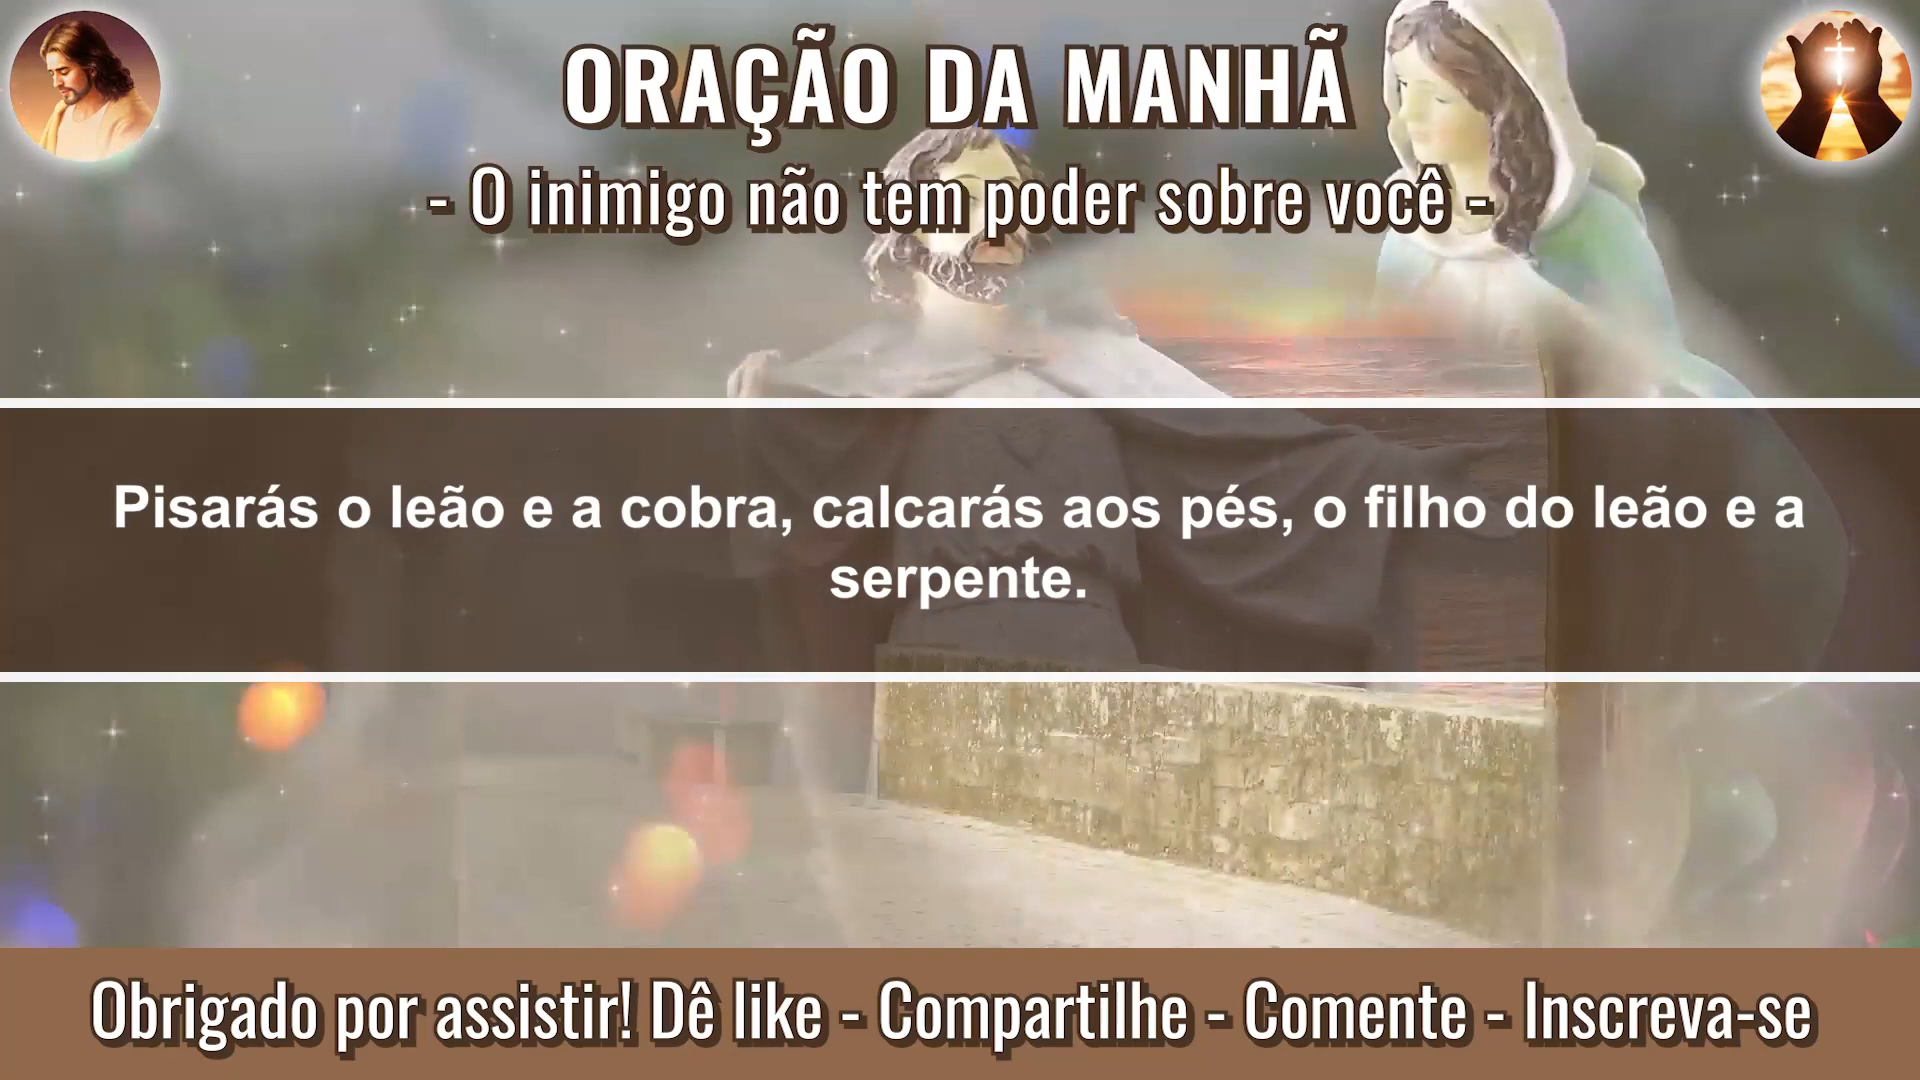 ORAÇÃO DA MANHÃ
- O inimigo não tem poder sobre você -
Pisarás o leão e a cobra, calcarás aos pés, o filho do leão e a
serpente.
Obrigado por assistir! Dê like - Compartilhe - Comente - Inscreva-se